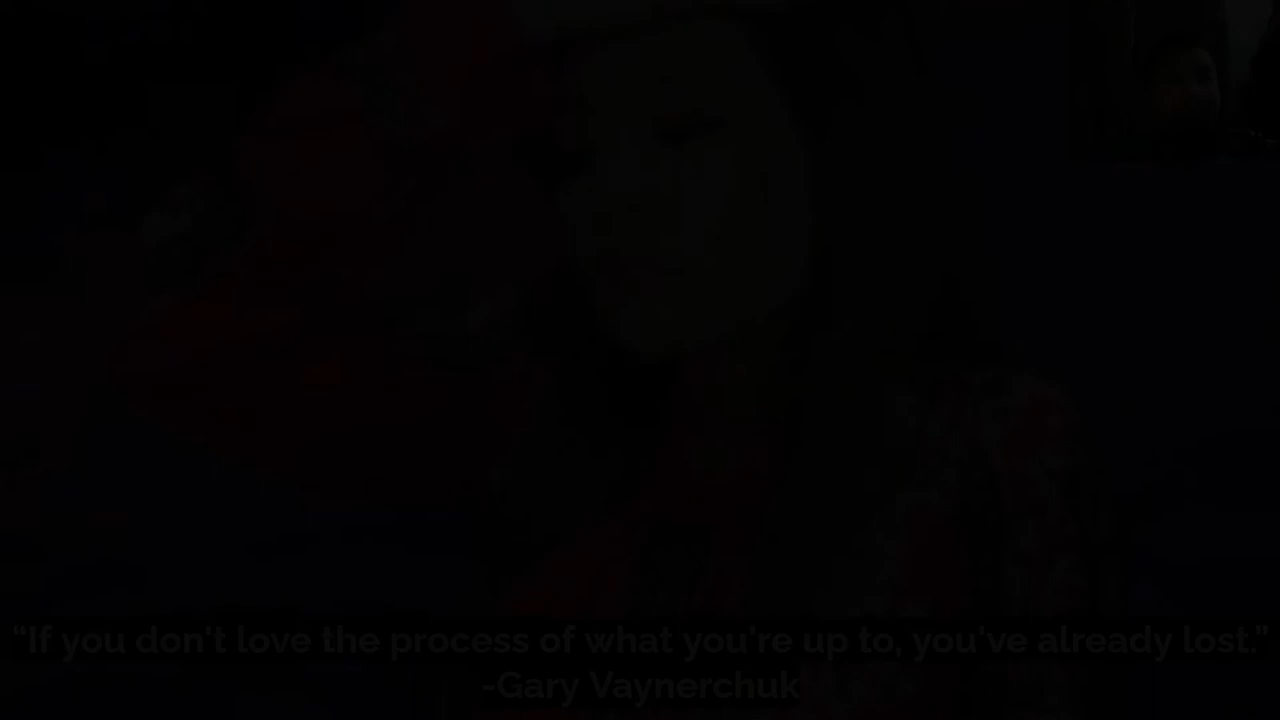 “If you don't love the process of what you're up to, you've already lost.”
-Gary Vaynerchuk